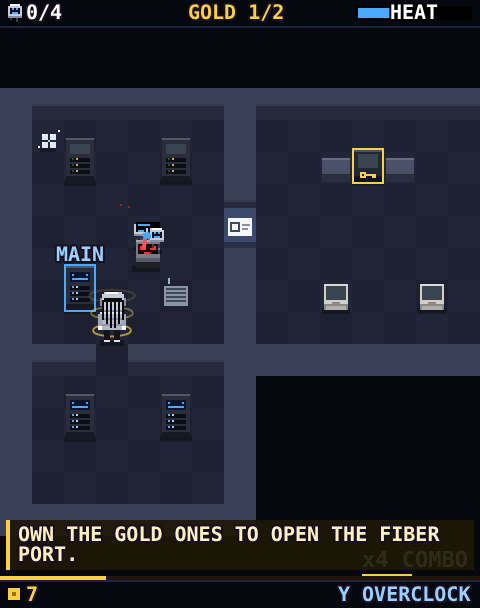 0/4 GOLD 1/2 HEAT
MAIN
OWN THE GOLD ONES TO OPEN THE FIBER
PORT.
x4 COMBO
7 Y OVERCLOCK